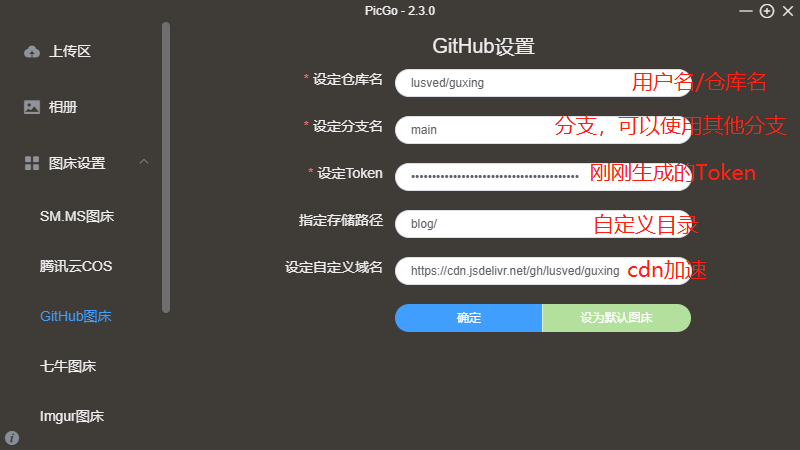 PicGo - 2.3.0
上传区
相册
图床设置
SM.MS图床
腾讯云COS
GitHub图床
七牛图床
Imgur图床
GitHub设置
* 设定仓库名 lusved/guxing 用户名/仓库名
* 设定分支名 main 分支，可以使用其他分支
* 设定Token ••••••••••••••••••••••••••••••••••••••• 刚刚生成的Token
指定存储路径 blog/ 自定义目录
设定自定义域名 https://cdn.jsdelivr.net/gh/lusved/guxing cdn加速
确定 设为默认图床